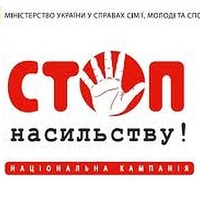 МІНІСТЕРСТВО УКРАЇНИ У СПРАВАХ СІМ'Ї, МОЛОДІ ТА СПО
СТОП
насильству!
НАЦІОНАЛЬНА КАМПАНІЯ